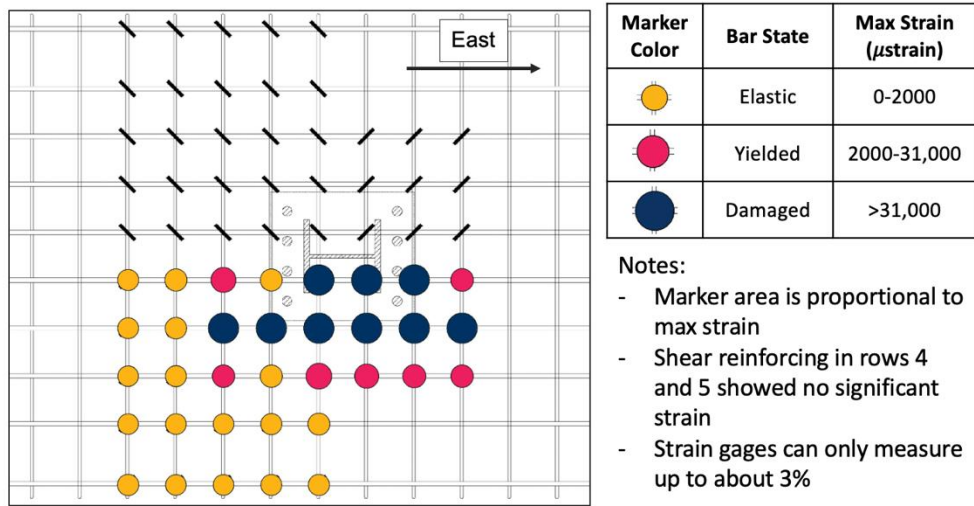 East
Marker Color
Bar State
Max Strain (μstrain)
Elastic
0-2000
Yielded
2000-31,000
Damaged
>31,000
Notes:
- Marker area is proportional to
max strain
- Shear reinforcing in rows 4
and 5 showed no significant
strain
- Strain gages can only measure
up to about 3%